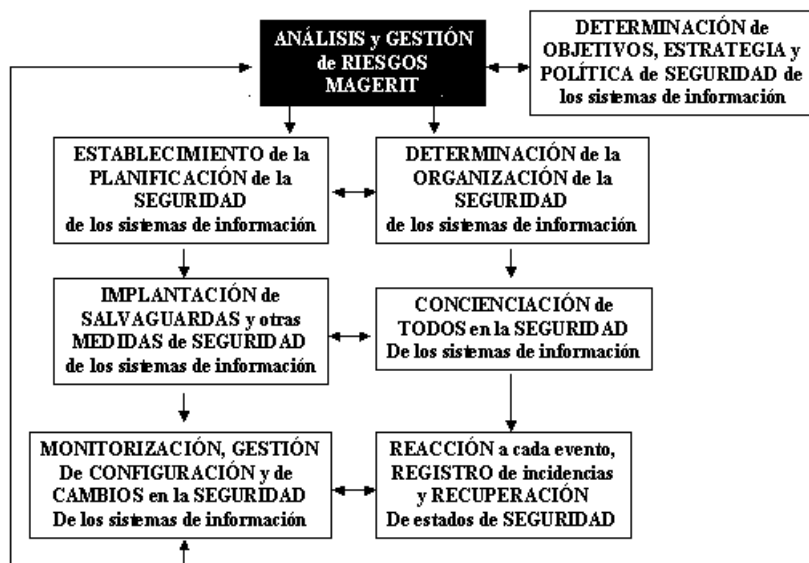 ANÁLISIS y GESTIÓN
de RIESGOS
MAGERIT
DETERMINACIÓN de
OBJETIVOS, ESTRATEGIA y
POLÍTICA de SEGURIDAD de
los sistemas de información
ESTABLECIMIENTO de la
PLANIFICACIÓN de la
SEGURIDAD
de los sistemas de información
DETERMINACIÓN de la
ORGANIZACIÓN de la
SEGURIDAD
de los sistemas de información
IMPLANTACIÓN de
SALVAGUARDAS y otras
MEDIDAS de SEGURIDAD
de los sistemas de información
CONCIENCIACIÓN de
TODOS en la SEGURIDAD
De los sistemas de información
MONITORIZACIÓN, GESTIÓN
De CONFIGURACIÓN y de
CAMBIOS en la SEGURIDAD
De los sistemas de información
REACCIÓN a cada evento,
REGISTRO de incidencias
y RECUPERACIÓN
De estados de SEGURIDAD